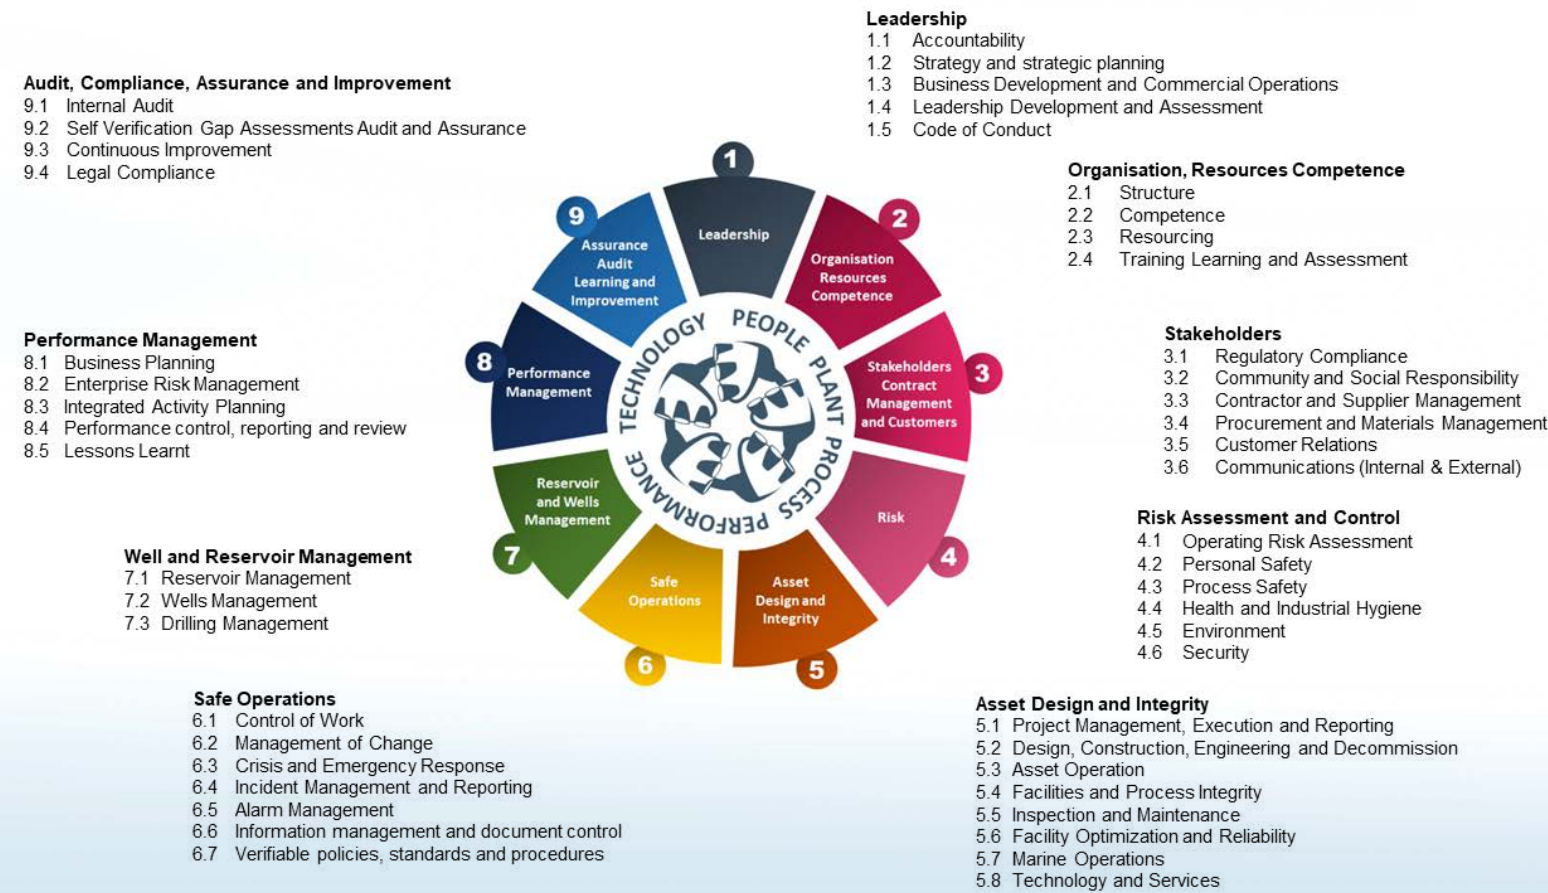 Leadership
1.1 Accountability
1.2 Strategy and strategic planning
1.3 Business Development and Commercial Operations
1.4 Leadership Development and Assessment
1.5 Code of Conduct
Organisation, Resources Competence
2.1 Structure
2.2 Competence
2.3 Resourcing
2.4 Training Learning and Assessment
Stakeholders
3.1 Regulatory Compliance
3.2 Community and Social Responsibility
3.3 Contractor and Supplier Management
3.4 Procurement and Materials Management
3.5 Customer Relations
3.6 Communications (Internal & External)
Risk Assessment and Control
4.1 Operating Risk Assessment
4.2 Personal Safety
4.3 Process Safety
4.4 Health and Industrial Hygiene
4.5 Environment
4.6 Security
Asset Design and Integrity
5.1 Project Management, Execution and Reporting
5.2 Design, Construction, Engineering and Decommission
5.3 Asset Operation
5.4 Facilities and Process Integrity
5.5 Inspection and Maintenance
5.6 Facility Optimization and Reliability
5.7 Marine Operations
5.8 Technology and Services
Safe Operations
6.1 Control of Work
6.2 Management of Change
6.3 Crisis and Emergency Response
6.4 Incident Management and Reporting
6.5 Alarm Management
6.6 Information management and document control
6.7 Verifiable policies, standards and procedures
Well and Reservoir Management
7.1 Reservoir Management
7.2 Wells Management
7.3 Drilling Management
Performance Management
8.1 Business Planning
8.2 Enterprise Risk Management
8.3 Integrated Activity Planning
8.4 Performance control, reporting and review
8.5 Lessons Learnt
Audit, Compliance, Assurance and Improvement
9.1 Internal Audit
9.2 Self Verification Gap Assessments Audit and Assurance
9.3 Continuous Improvement
9.4 Legal Compliance
1
Leadership
2
Organisation
Resources
Competence
3
Stakeholders
Contract
Management
and Customers
4
Risk
5
Asset
Design and
Integrity
6
Safe
Operations
7
Reservoir
and Wells
Management
8
Performance
Management
9
Assurance
Audit
Learning and
Improvement
PEOPLE PLANT PROCESS PERFORMANCE TECHNOLOGY